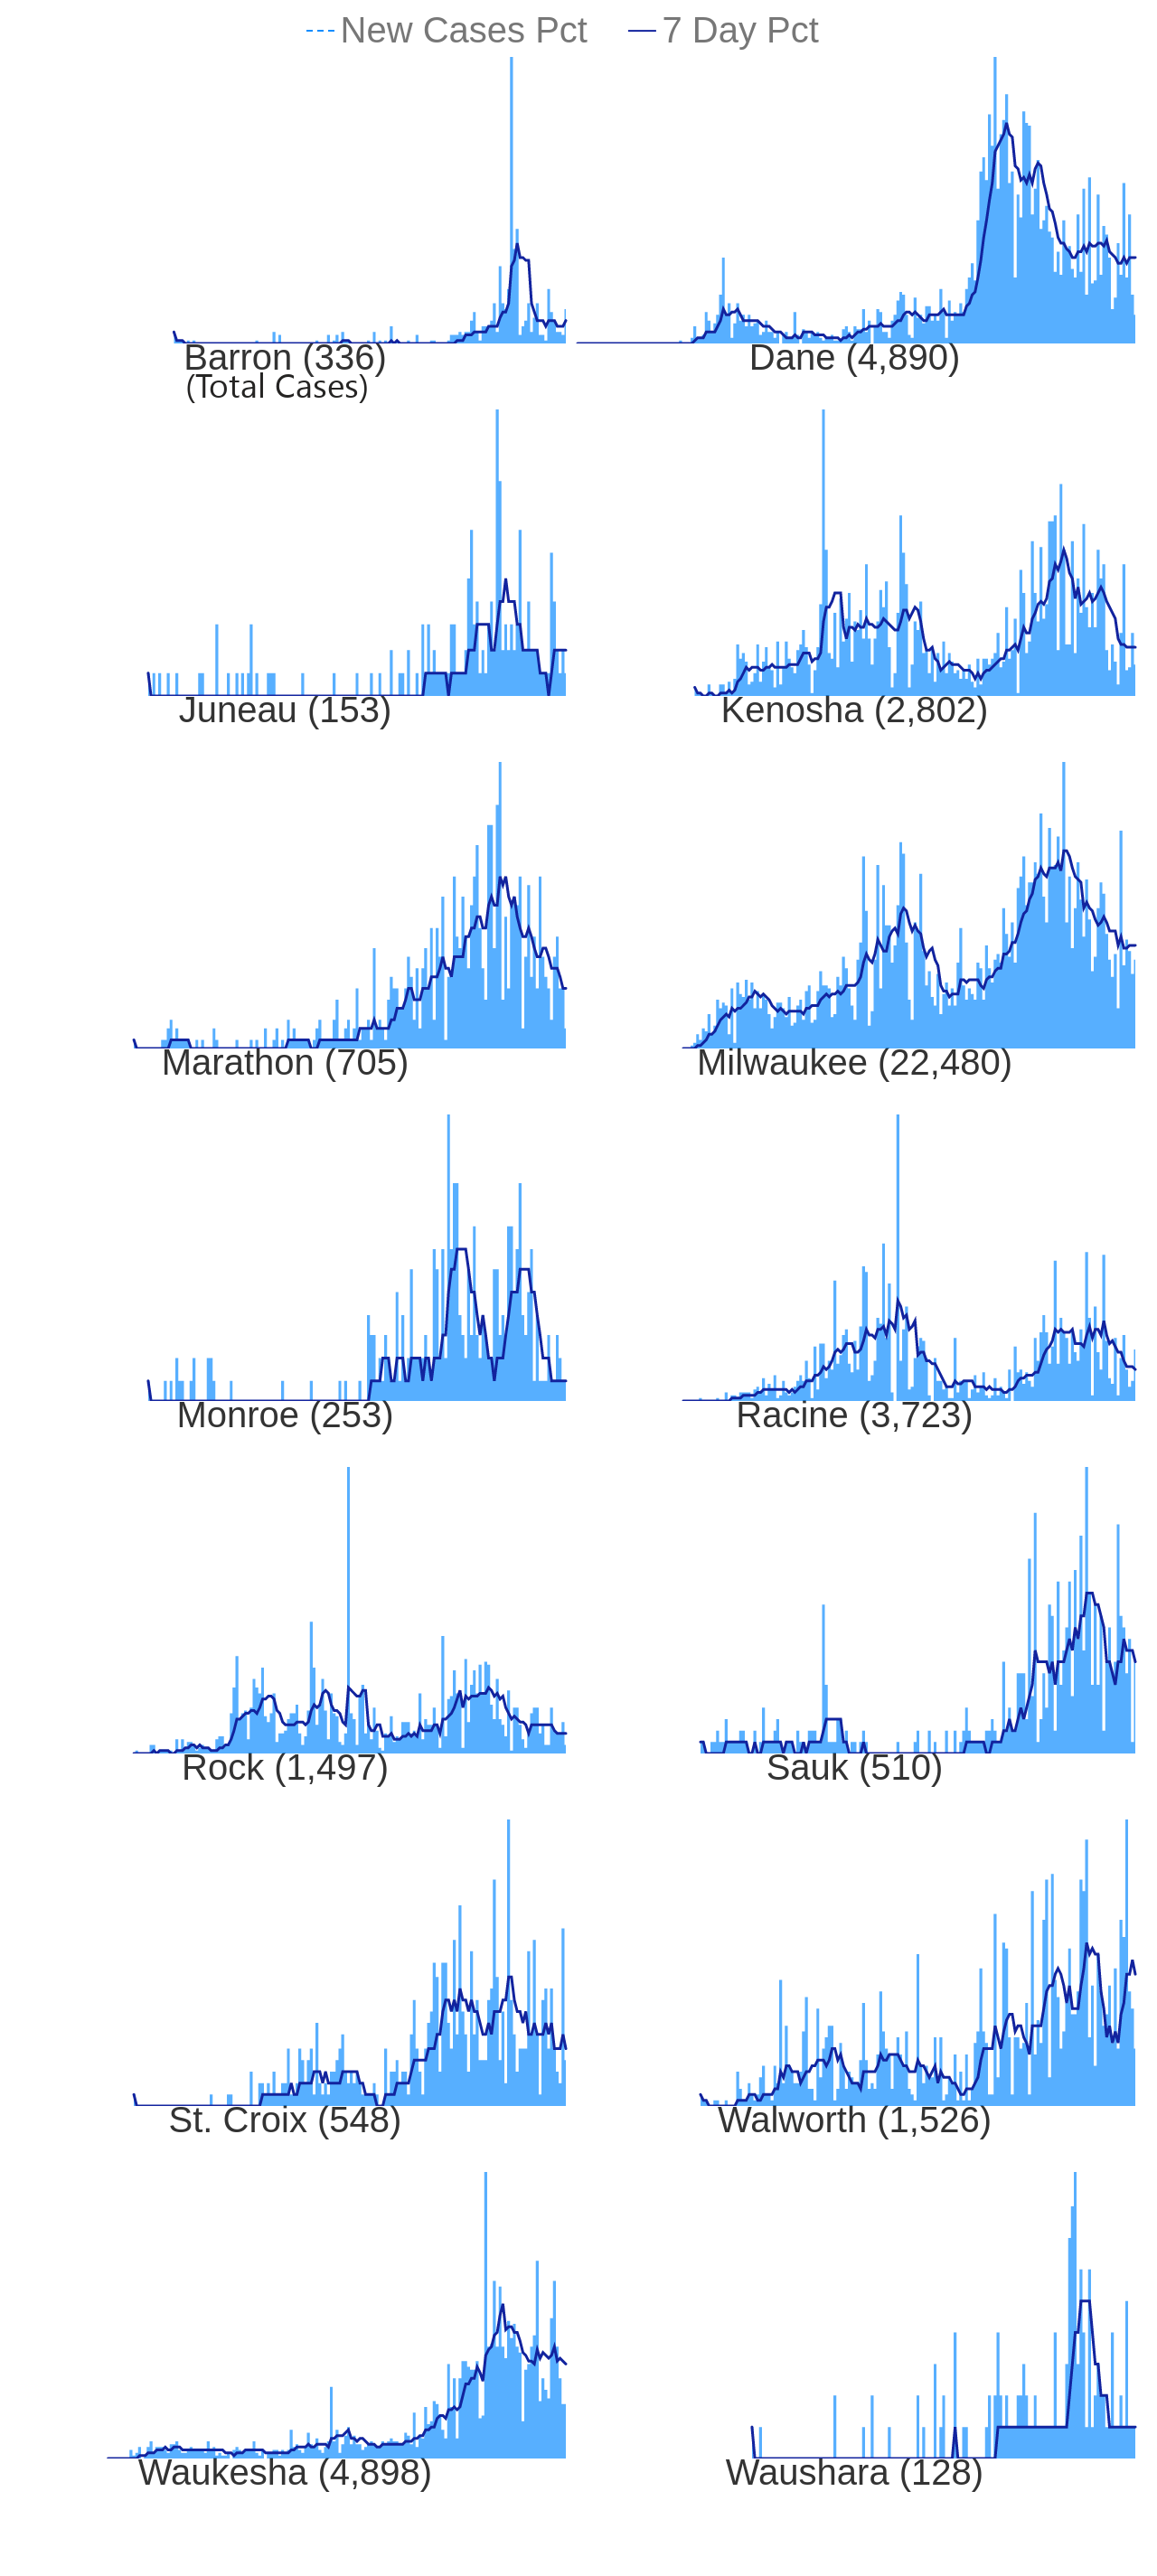 New Cases Pct 7 Day Pct
Barron (336) Dane (4,890)
(Total Cases)
Juneau (153) Kenosha (2,802)
Marathon (705) Milwaukee (22,480)
Monroe (253) Racine (3,723)
Rock (1,497) Sauk (510)
St. Croix (548) Walworth (1,526)
Waukesha (4,898) Waushara (128)